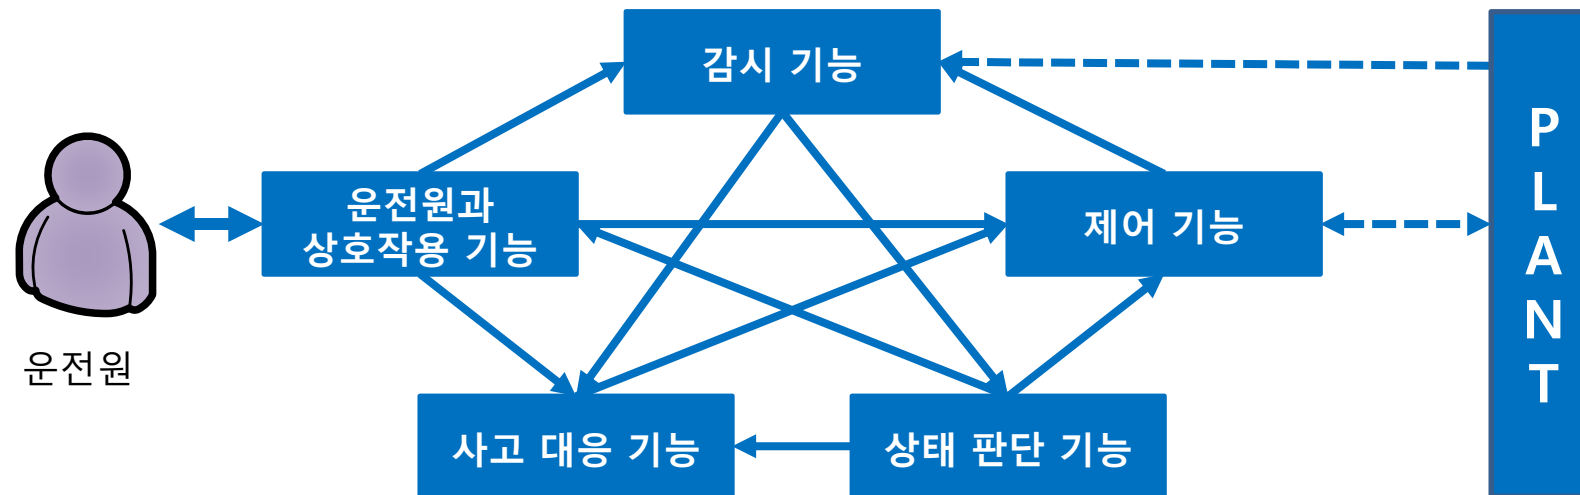 감시 기능
운전원과
상호작용 기능
제어 기능
운전원
사고 대응 기능
상태 판단 기능
P
L
A
N
T